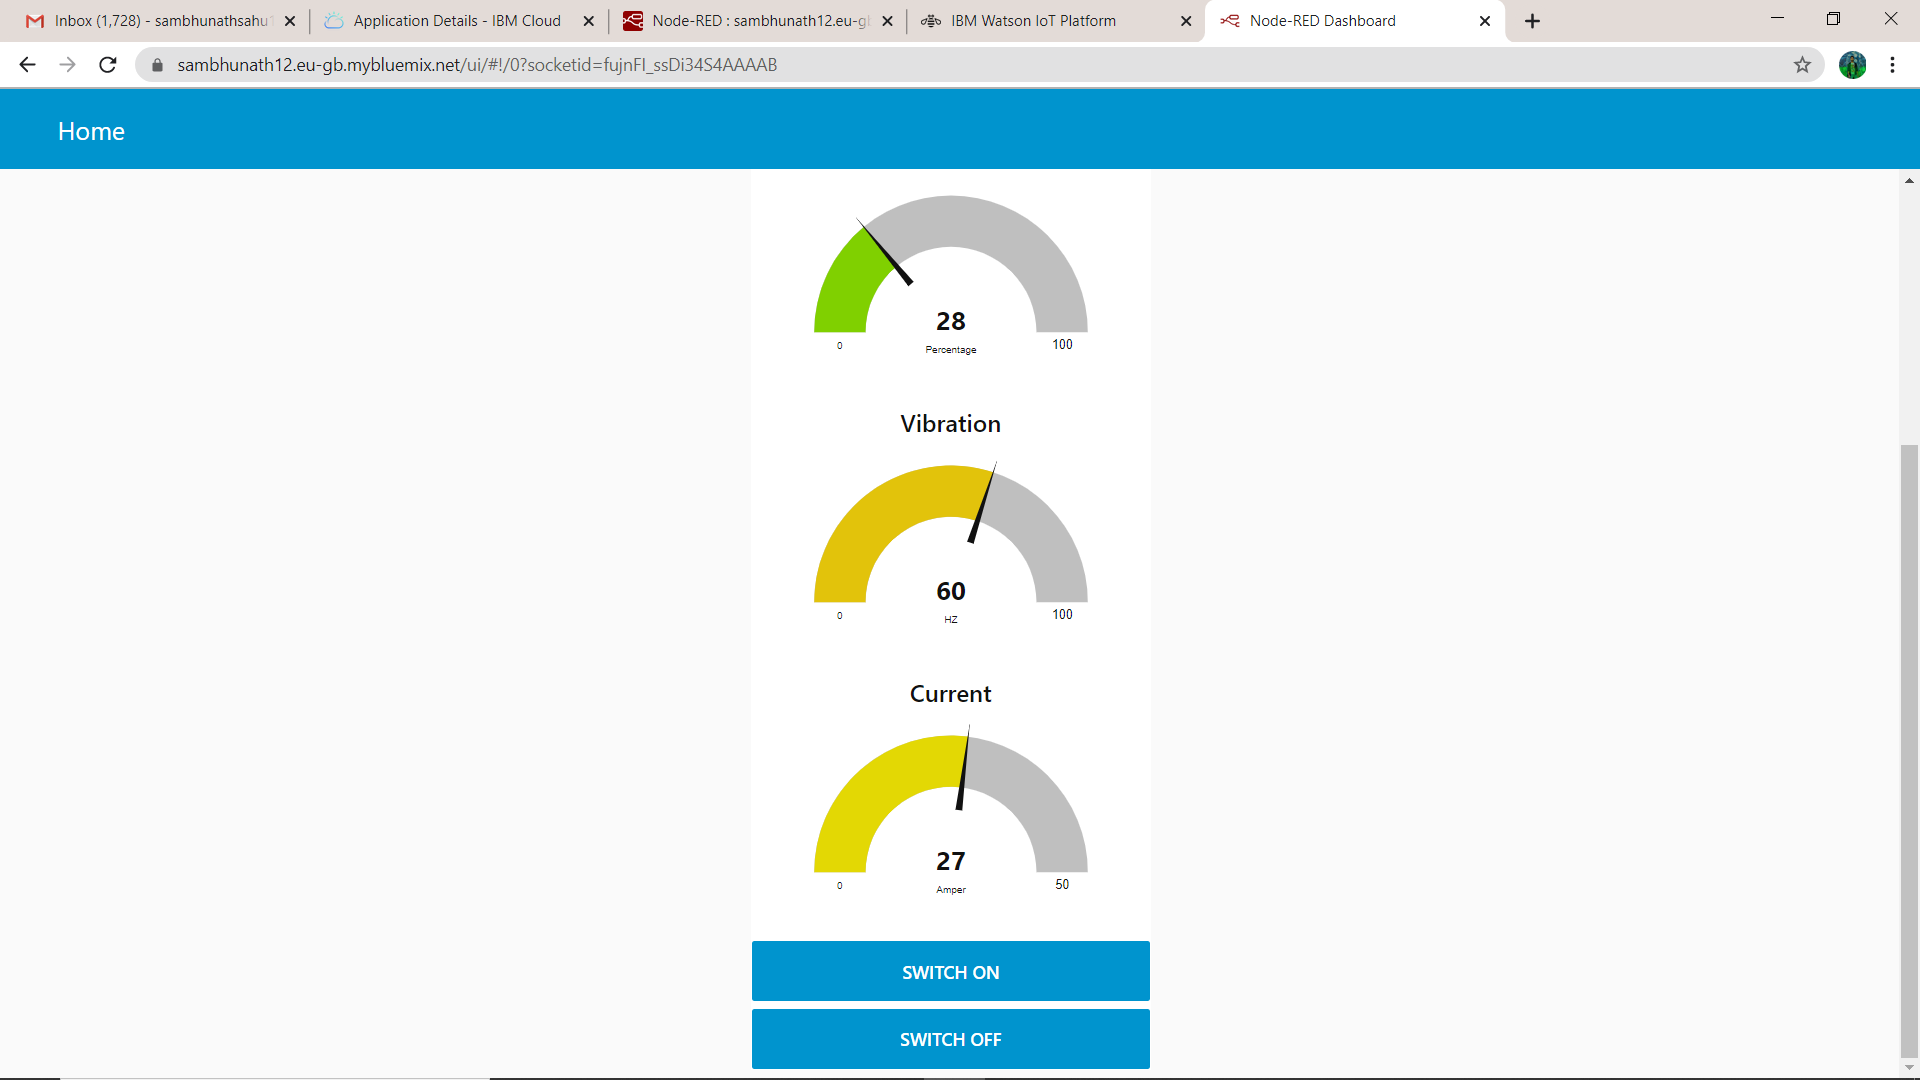 Inbox (1,728) - sambhunathsahu1
Application Details - IBM Cloud
Node-RED : sambhunath12.eu-gb
IBM Watson IoT Platform
Node-RED Dashboard
sambhunath12.eu-gb.mybluemix.net/ui/#!/0?socketid=fujnFI_ssDi34S4AAAAB
Home
28
0
Percentage
100
Vibration
60
0
HZ
100
Current
27
0
Amper
50
SWITCH ON
SWITCH OFF